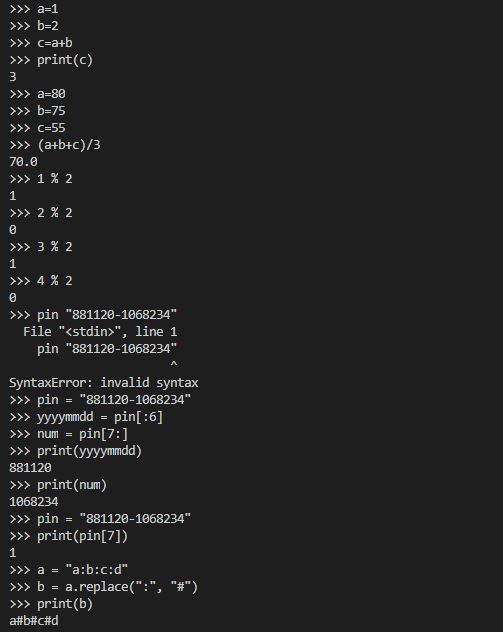 >>> a=1
>>> b=2
>>> c=a+b
>>> print(c)
3
>>> a=80
>>> b=75
>>> c=55
>>> (a+b+c)/3
70.0
>>> 1 % 2
1
>>> 2 % 2
0
>>> 3 % 2
1
>>> 4 % 2
0
>>> pin "881120-1068234"
  File "<stdin>", line 1
    pin "881120-1068234"
                       ^
SyntaxError: invalid syntax
>>> pin = "881120-1068234"
>>> yyyymmdd = pin[:6]
>>> num = pin[7:]
>>> print(yyyymmdd)
881120
>>> print(num)
1068234
>>> pin = "881120-1068234"
>>> print(pin[7])
1
>>> a = "a:b:c:d"
>>> b = a.replace(":", "#")
>>> print(b)
a#b#c#d